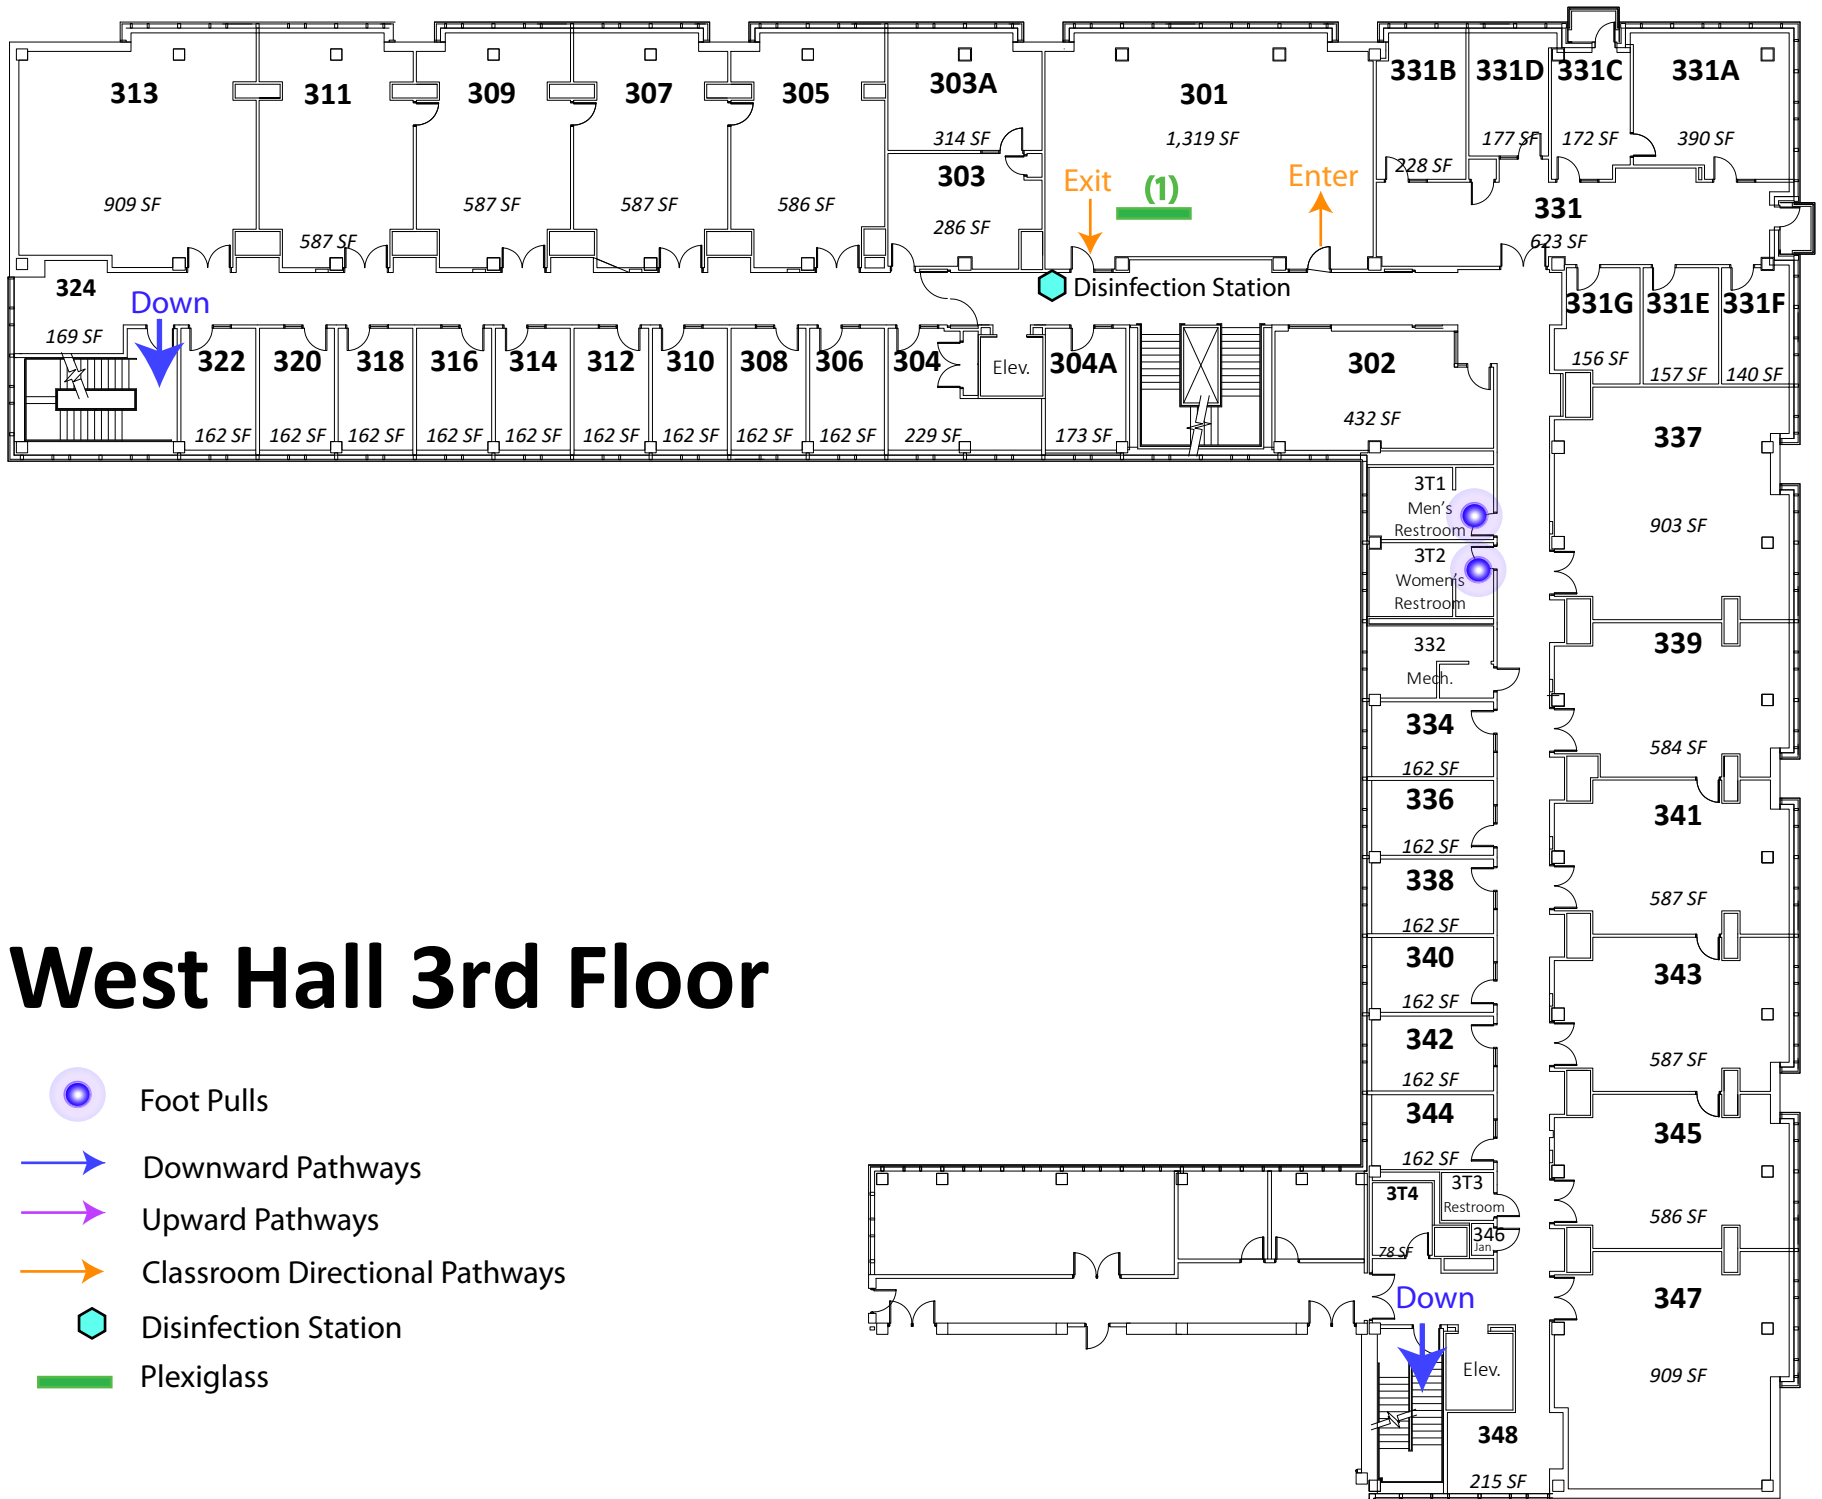 313
909 SF
311
587 SF
309
587 SF
307
587 SF
305
586 SF
303A
314 SF
303
286 SF
301
1,319 SF
Exit
(1)
Enter
331B
228 SF
331D
177 SF
331C
172 SF
331A
390 SF
331
623 SF
Disinfection Station
324
169 SF
Down
322
162 SF
320
162 SF
318
162 SF
316
162 SF
314
162 SF
312
162 SF
310
162 SF
308
162 SF
306
162 SF
304
229 SF
Elev.
304A
173 SF
302
432 SF
331G
156 SF
331E
157 SF
331F
140 SF
337
903 SF
3T1
Men's
Restroom
3T2
Women's
Restroom
332
Mech.
339
584 SF
334
162 SF
336
162 SF
341
587 SF
338
162 SF
340
162 SF
343
587 SF
342
162 SF
344
162 SF
345
586 SF
3T4
78 SF
3T3
Restroom
346
Jan.
347
909 SF
Down
Elev.
348
215 SF
West Hall 3rd Floor
Foot Pulls
Downward Pathways
Upward Pathways
Classroom Directional Pathways
Disinfection Station
Plexiglass